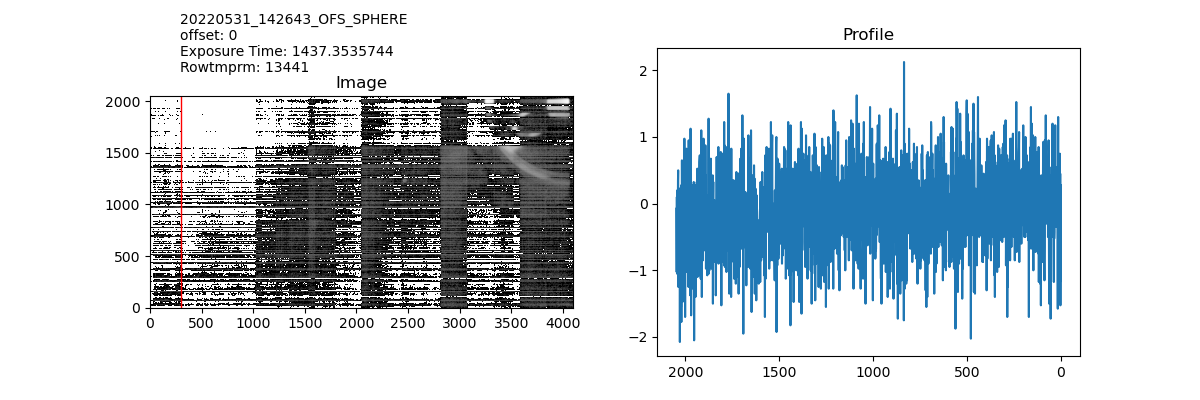 20220531_142643_OFS_SPHERE
offset: 0
Exposure Time: 1437.3535744
Rowtmprm: 13441
Image
2000
1500
1000
500
0
0 500 1000 1500 2000 2500 3000 3500 4000
Profile
2
1
0
−1
−2
2000 1500 1000 500 0